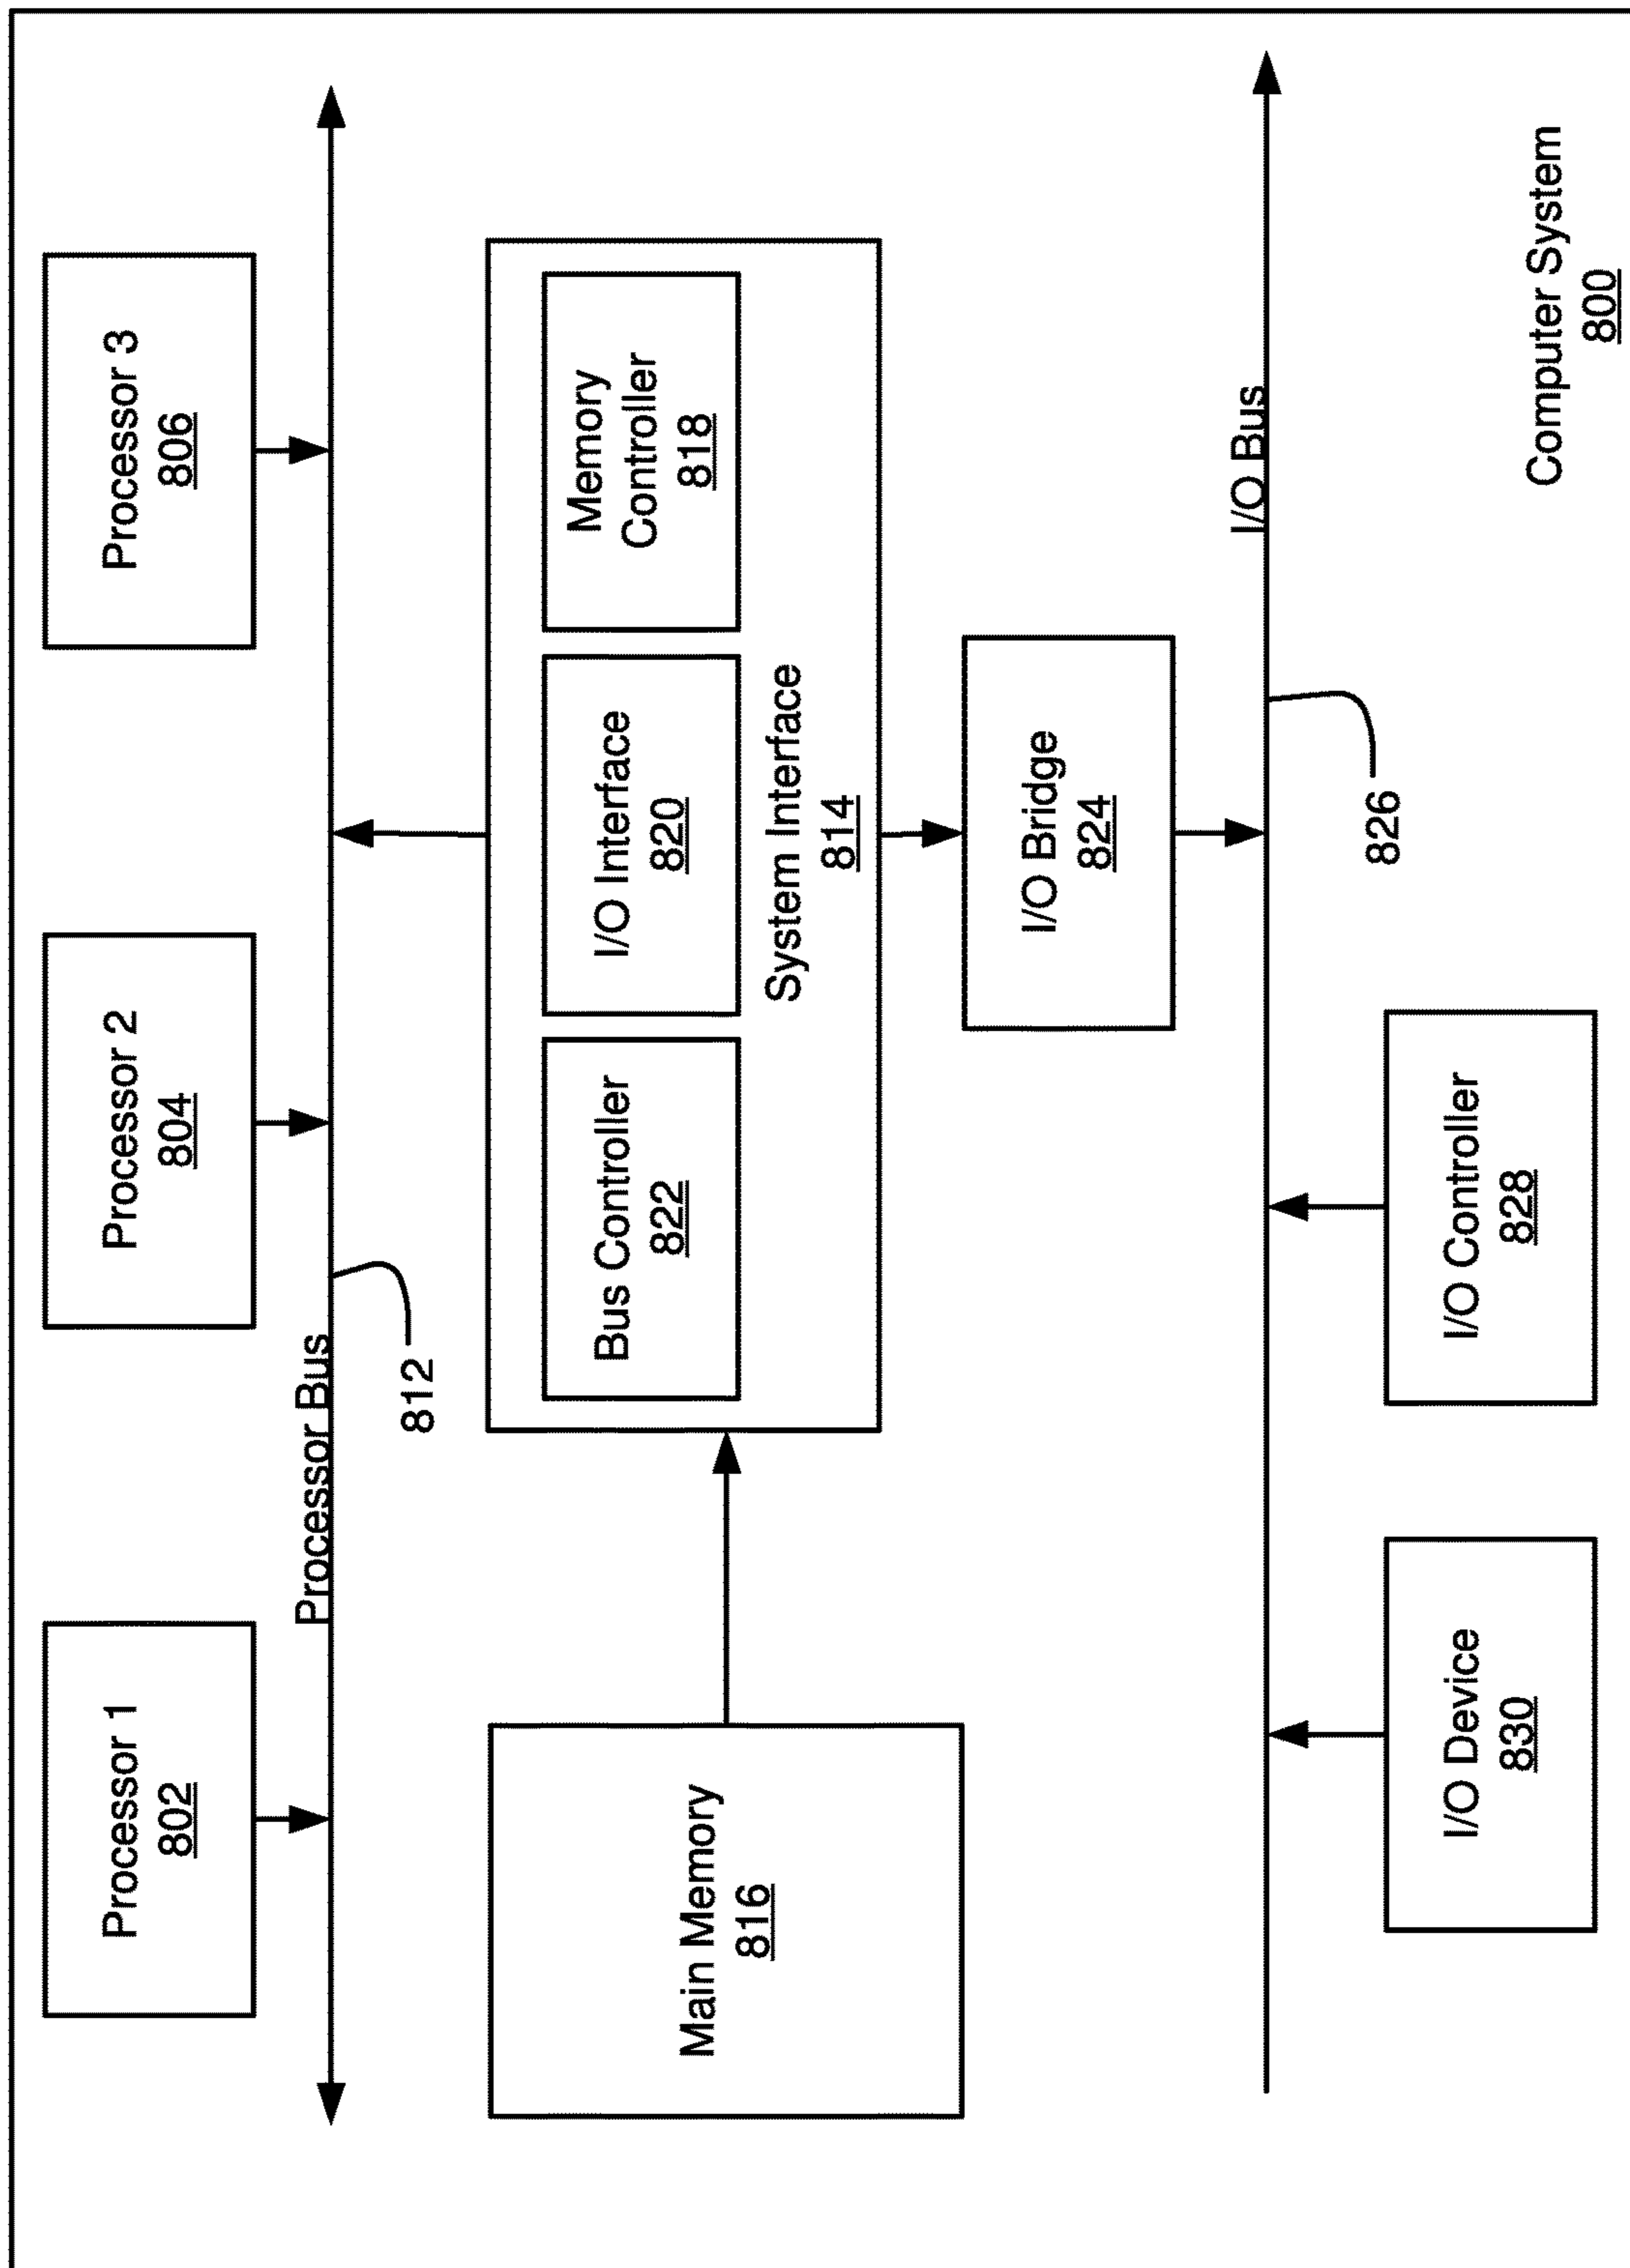 Processor 1
802
Processor 2
804
Processor 3
806
Processor Bus
812
Main Memory
816
Bus Controller
822
I/O Interface
820
Memory
Controller
818
System Interface
814
I/O Bridge
824
I/O Bus
826
I/O Device
830
I/O Controller
828
Computer System
800